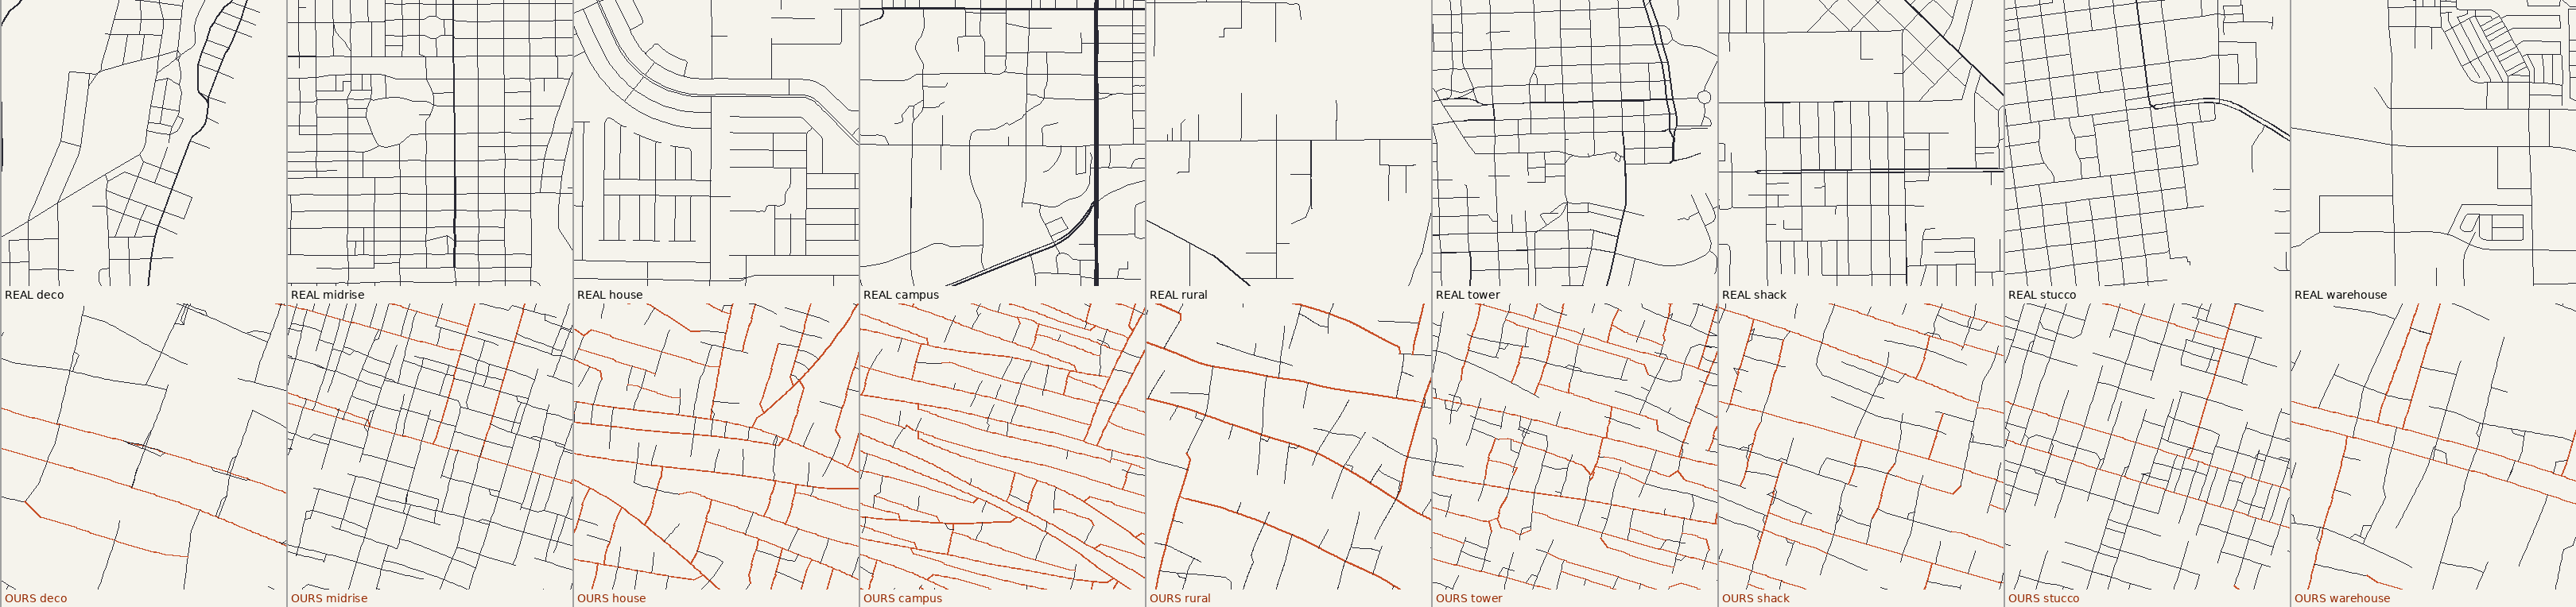 REAL deco
REAL midrise
REAL house
REAL campus
REAL rural
REAL tower
REAL shack
REAL stucco
REAL warehouse
OURS deco
OURS midrise
OURS house
OURS campus
OURS rural
OURS tower
OURS shack
OURS stucco
OURS warehouse